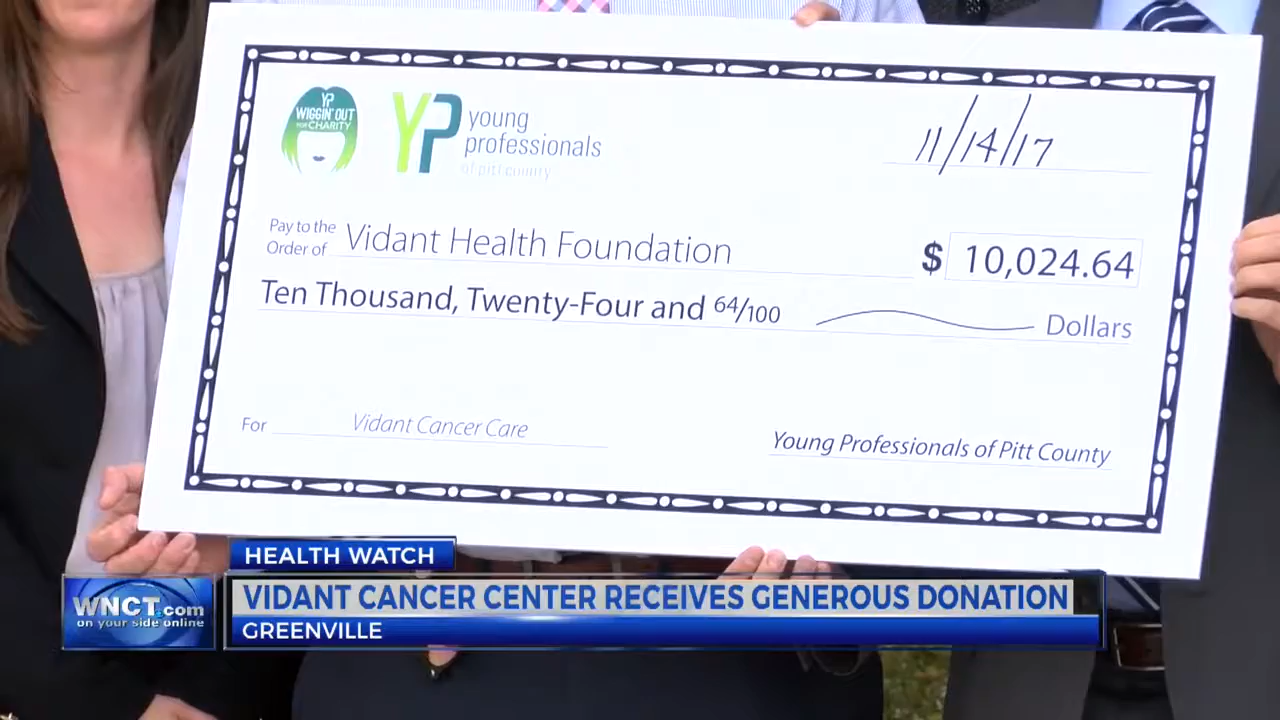 YP
WIGGIN' OUT
FOR CHARITY
YP young
professionals
of pitt county
11/14/17
Pay to the
Order of Vidant Health Foundation $ 10,024.64
Ten Thousand, Twenty-Four and 64/100 Dollars
For Vidant Cancer Care Young Professionals of Pitt County
HEALTH WATCH
WNCT.com
on your side online
VIDANT CANCER CENTER RECEIVES GENEROUS DONATION
GREENVILLE